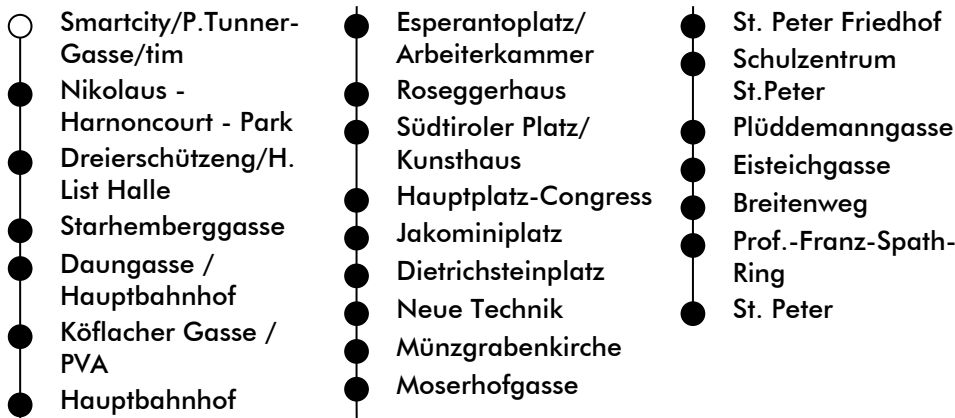 Smartcity/P.Tunner-
Gasse/tim
Nikolaus -
Harnoncourt - Park
Dreierschützeng/H.
List Halle
Starhemberggasse
Daungasse /
Hauptbahnhof
Köflacher Gasse /
PVA
Hauptbahnhof
Esperantoplatz/
Arbeiterkammer
Roseggerhaus
Südtiroler Platz/
Kunsthaus
Hauptplatz-Congress
Jakominiplatz
Dietrichsteinplatz
Neue Technik
Münzgrabenkirche
Moserhofgasse
St. Peter Friedhof
Schulzentrum
St.Peter
Plüddemanngasse
Eisteichgasse
Breitenweg
Prof.-Franz-Spath-
Ring
St. Peter